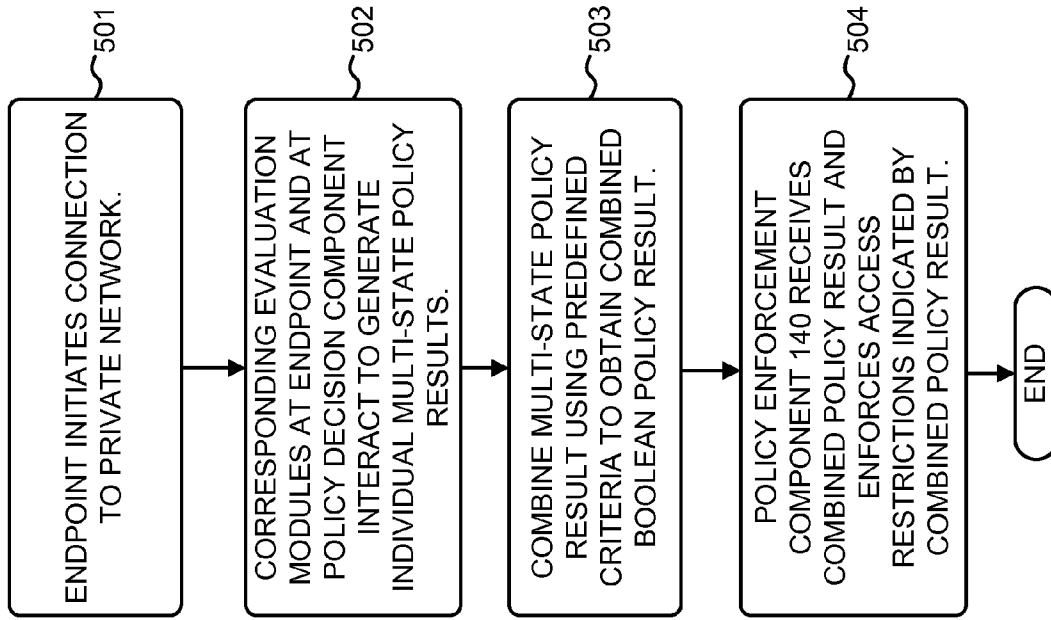 ENDPOINT INITIATES CONNECTION
TO PRIVATE NETWORK.
501
CORRESPONDING EVALUATION
MODULES AT ENDPOINT AND AT
POLICY DECISION COMPONENT
INTERACT TO GENERATE
INDIVIDUAL MULTI-STATE POLICY
RESULTS.
502
COMBINE MULTI-STATE POLICY
RESULT USING PREDEFINED
CRITERIA TO OBTAIN COMBINED
BOOLEAN POLICY RESULT.
503
POLICY ENFORCEMENT
COMPONENT 140 RECEIVES
COMBINED POLICY RESULT AND
ENFORCES ACCESS
RESTRICTIONS INDICATED BY
COMBINED POLICY RESULT.
504
END